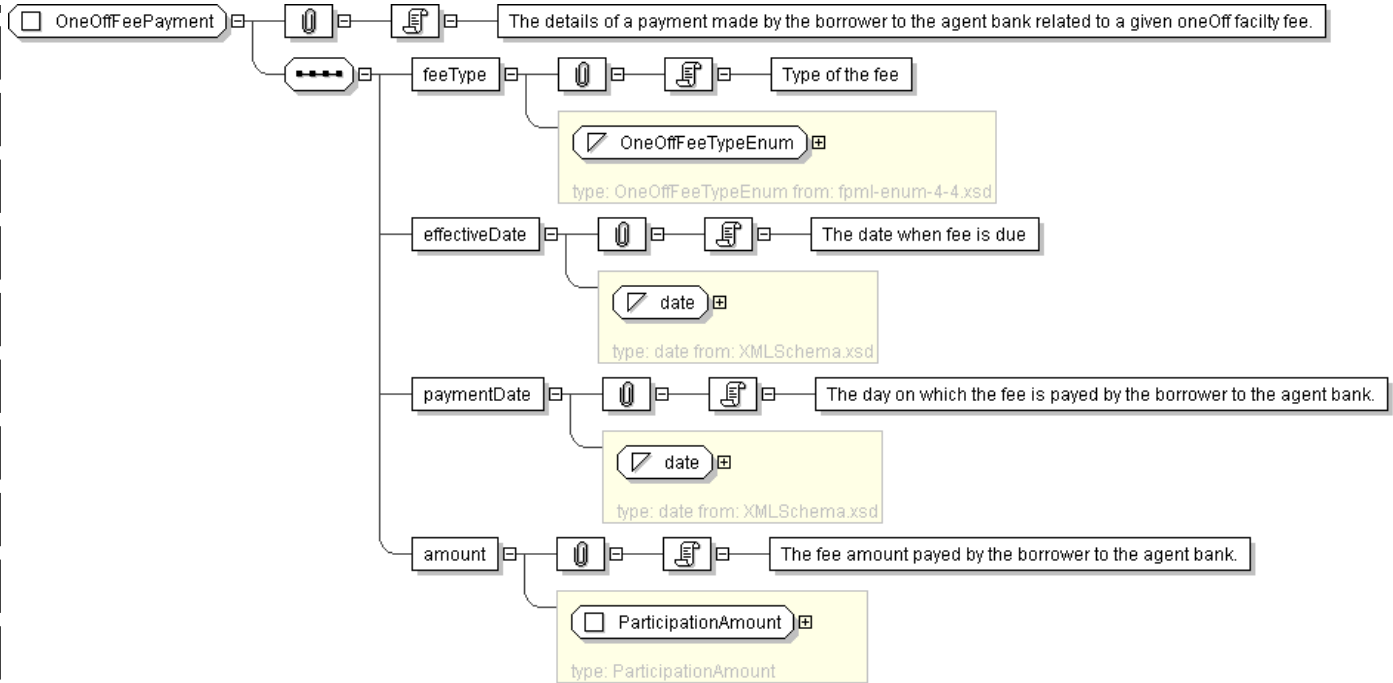 OneOffFeePayment
The details of a payment made by the borrower to the agent bank related to a given oneOff facilty fee.
feeType
Type of the fee
OneOffFeeTypeEnum
type: OneOffFeeTypeEnum from: fpml-enum-4-4.xsd
effectiveDate
The date when fee is due
date
type: date from: XMLSchema.xsd
paymentDate
The day on which the fee is payed by the borrower to the agent bank.
date
type: date from: XMLSchema.xsd
amount
The fee amount payed by the borrower to the agent bank.
ParticipationAmount
type: ParticipationAmount